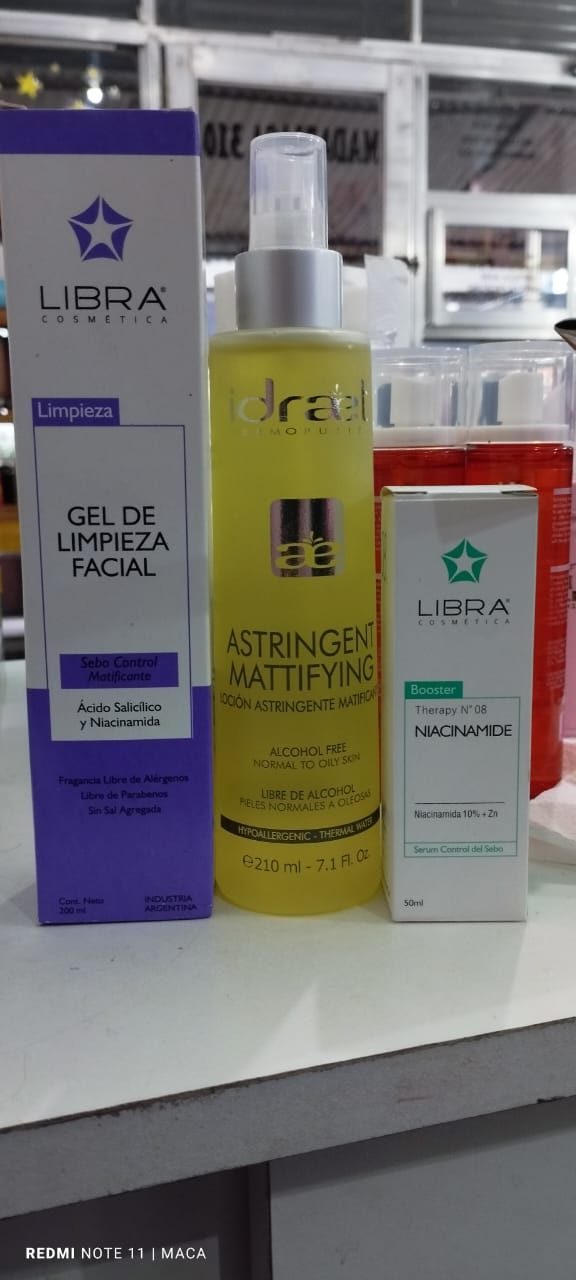 LIBRA®
COSMÉTICA
Limpieza
GEL DE
LIMPIEZA
FACIAL
Sebo Control
Matificante
Ácido Salicílico
y Niacinamida
Fragancia Libre de Alérgenos
Libre de Parabenos
Sin Sal Agregada
Cont. Neto
200 ml
INDUSTRIA
ARGENTINA
idraet
ae
ASTRINGENT
MATTIFYING
LOCIÓN ASTRINGENTE MATIFICAN
ALCOHOL FREE
NORMAL TO OILY SKIN
LIBRE DE ALCOHOL
PIELES NORMALES A OLEOSAS
HYPOALLERGENIC - THERMAL WATER
℮210 ml - 7.1 Fl. Oz.
LIBRA®
COSMÉTICA
Booster
Therapy N° 08
NIACINAMIDE
Niacinamida 10% + Zn
Serum Control del Sebo
50ml
REDMI NOTE 11 | MACA